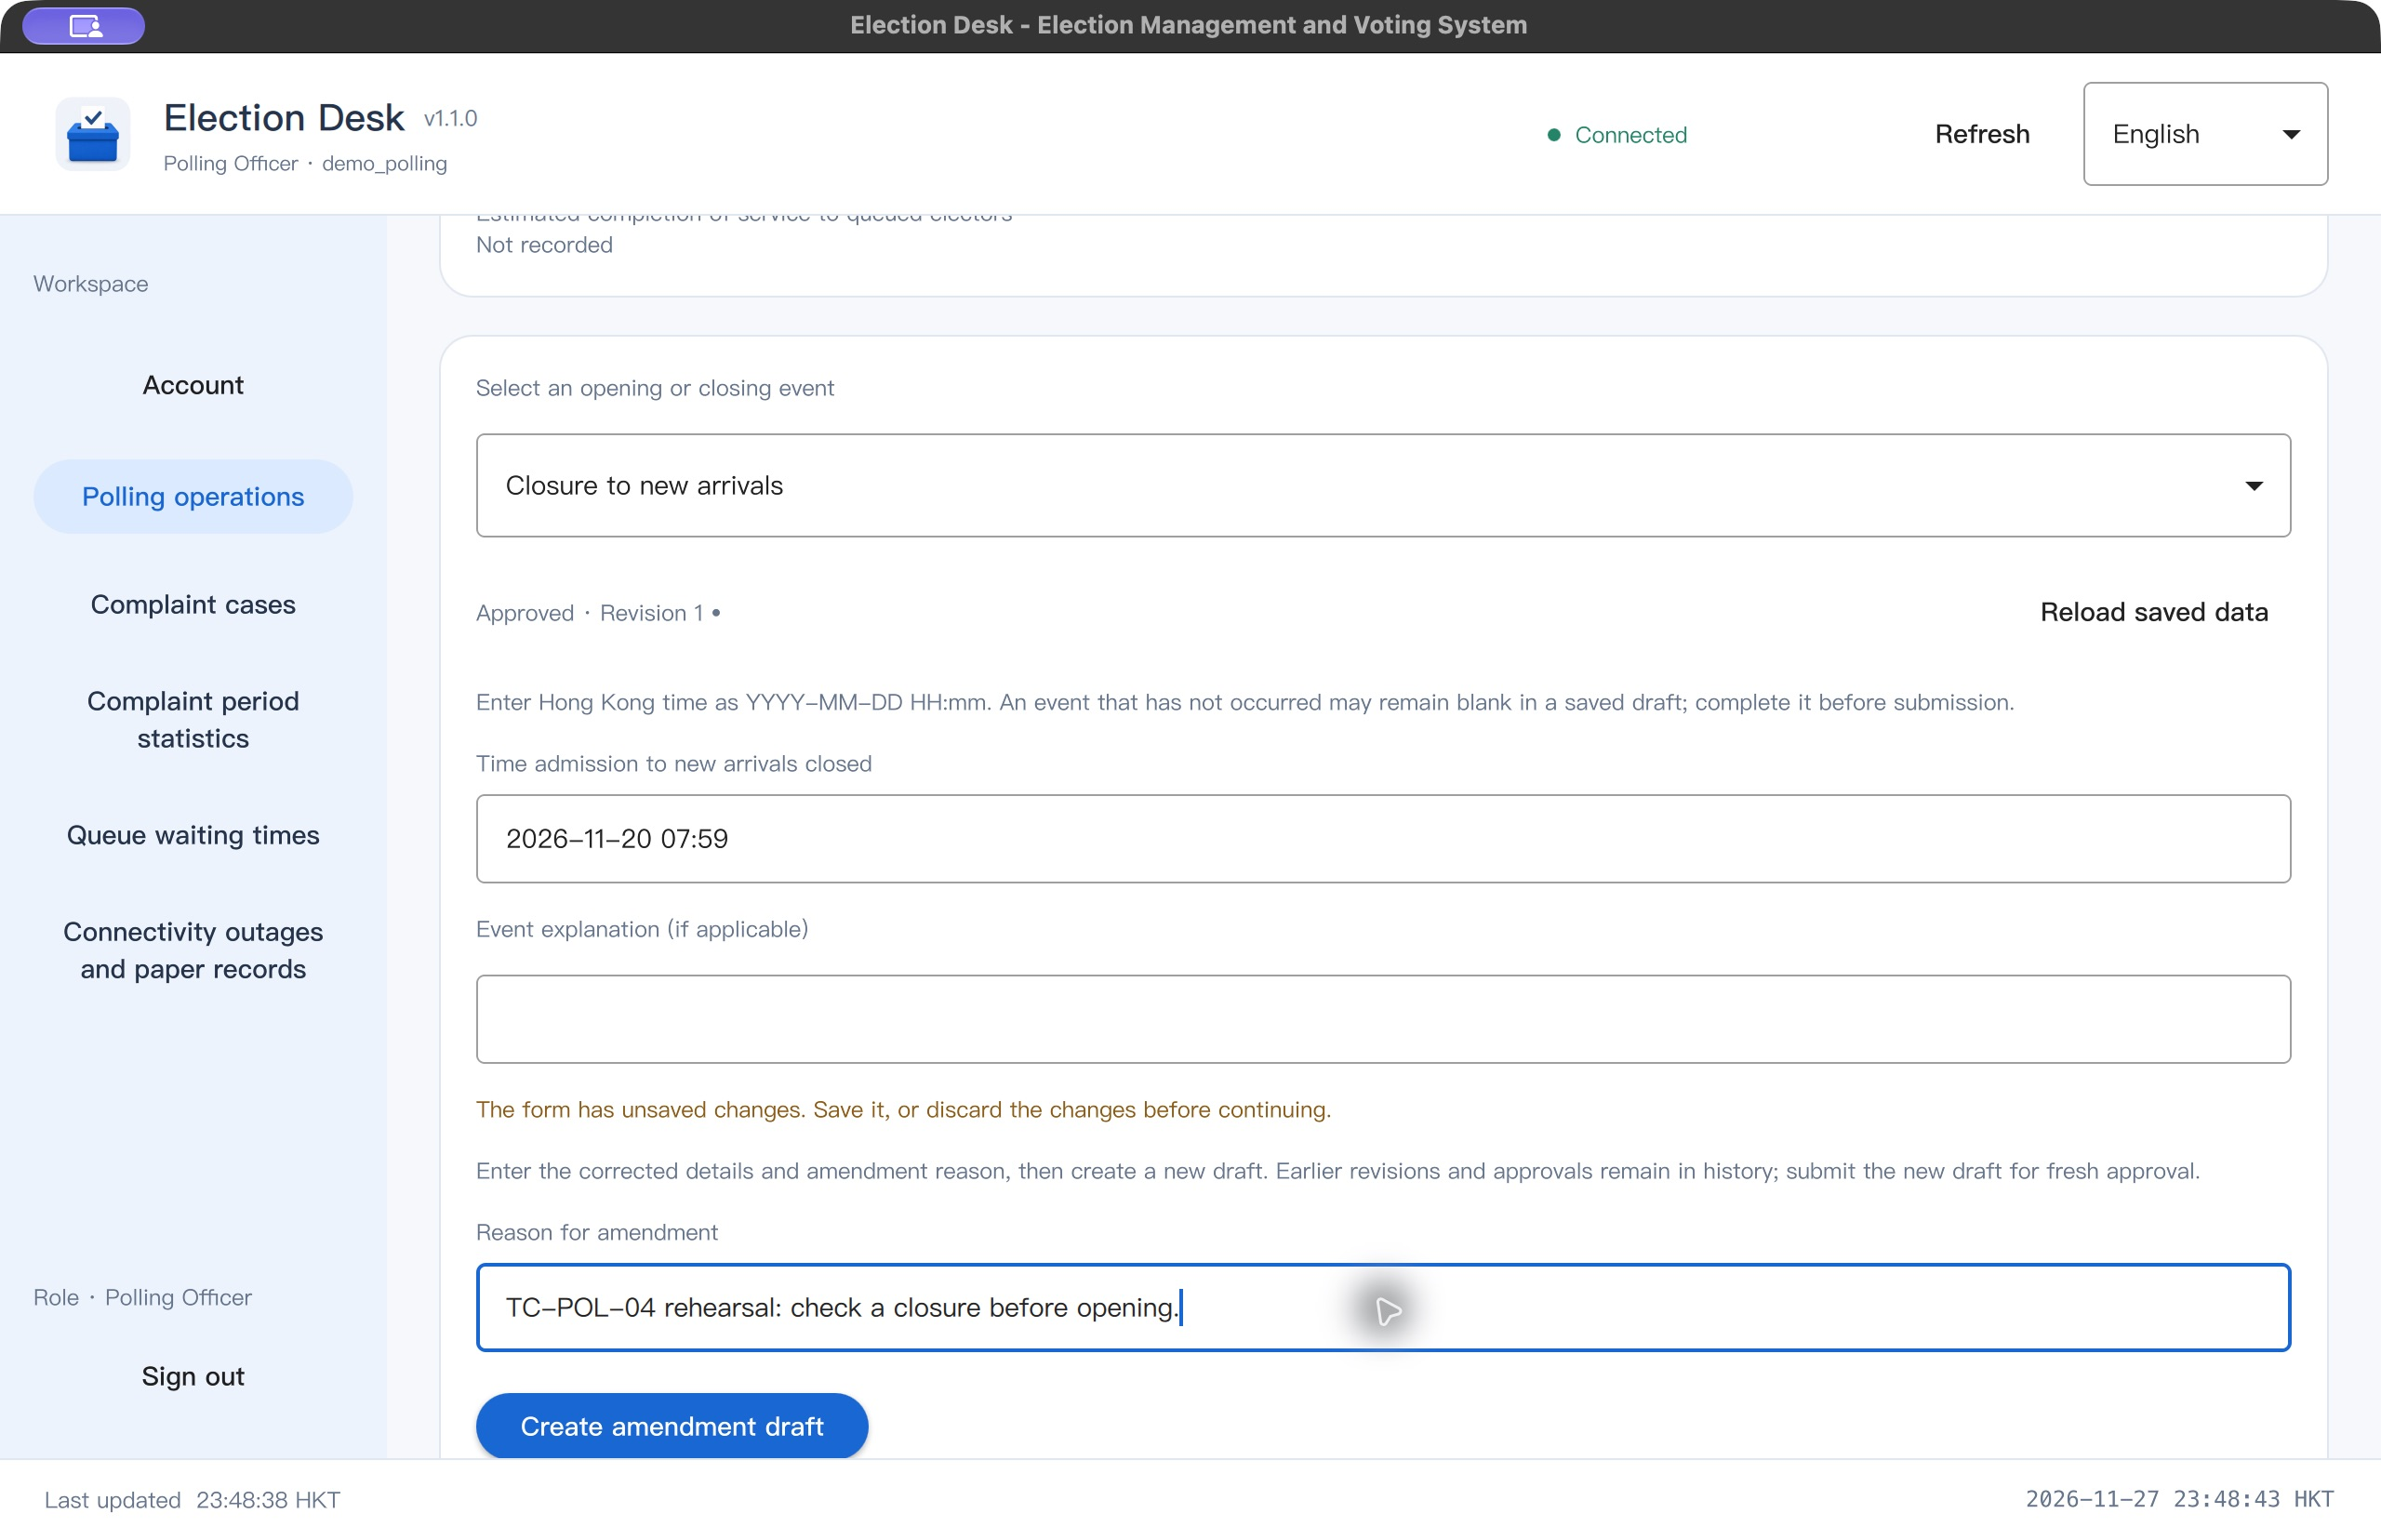 Election Desk - Election Management and Voting System
Election Desk v1.1.0
Polling Officer · demo_polling
Connected
Refresh
English
Workspace
Account
Polling operations
Complaint cases
Complaint period
statistics
Queue waiting times
Connectivity outages
and paper records
Role · Polling Officer
Sign out
Estimated completion of service to queued electors
Not recorded
Select an opening or closing event
Closure to new arrivals
Approved · Revision 1 •
Reload saved data
Enter Hong Kong time as YYYY-MM-DD HH:mm. An event that has not occurred may remain blank in a saved draft; complete it before submission.
Time admission to new arrivals closed
2026-11-20 07:59
Event explanation (if applicable)
The form has unsaved changes. Save it, or discard the changes before continuing.
Enter the corrected details and amendment reason, then create a new draft. Earlier revisions and approvals remain in history; submit the new draft for fresh approval.
Reason for amendment
TC-POL-04 rehearsal: check a closure before opening.
Create amendment draft
Last updated 23:48:38 HKT
2026-11-27 23:48:43 HKT